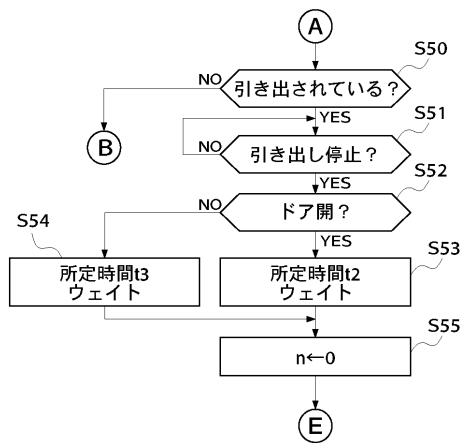 A
S50
引き出されている？
NO
YES
B
S51
引き出し停止？
NO
YES
S52
ドア開？
NO
YES
S54
所定時間t3
ウェイト
S53
所定時間t2
ウェイト
S55
n←0
E